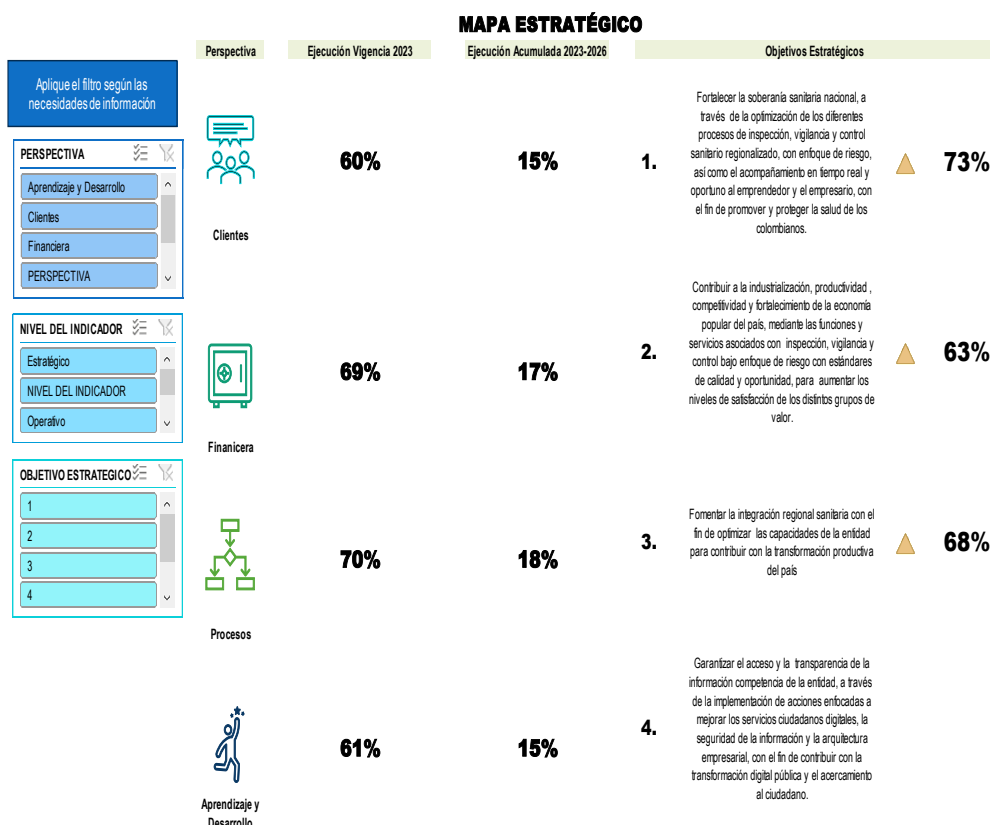 MAPA ESTRATÉGICO
Perspectiva
Ejecución Vigencia 2023
Ejecución Acumulada 2023-2026
Objetivos Estratégicos
Aplique el filtro según las
necesidades de información
PERSPECTIVA
Aprendizaje y Desarrollo
Clientes
Financiera
PERSPECTIVA
NIVEL DEL INDICADOR
Estratégico
NIVEL DEL INDICADOR
Operativo
OBJETIVO ESTRATEGICO
1
2
3
4
Clientes
60%
15%
1.
Fortalecer la soberanía sanitaria nacional, a
través de la optimización de los diferentes
procesos de inspección, vigilancia y control
sanitario regionalizado, con enfoque de riesgo,
así como el acompañamiento en tiempo real y
oportuno al emprendedor y el empresario, con
el fin de promover y proteger la salud de los
colombianos.
73%
Finanicera
69%
17%
2.
Contribuir a la industrialización, productividad ,
competitividad y fortalecimiento de la economía
popular del país, mediante las funciones y
servicios asociados con inspección, vigilancia y
control bajo enfoque de riesgo con estándares
de calidad y oportunidad, para aumentar los
niveles de satisfacción de los distintos grupos de
valor.
63%
Procesos
70%
18%
3.
Fomentar la integración regional sanitaria con el
fin de optimizar las capacidades de la entidad
para contribuir con la transformación productiva
del país
68%
Aprendizaje y
Desarrollo
61%
15%
4.
Garantizar el acceso y la transparencia de la
información competencia de la entidad, a través
de la implementación de acciones enfocadas a
mejorar los servicios ciudadanos digitales, la
seguridad de la información y la arquitectura
empresarial, con el fin de contribuir con la
transformación digital pública y el acercamiento
al ciudadano.